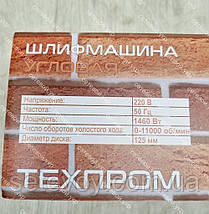 ШЛИФМАШИНА
УГЛОВАЯ
Напряжение: 220 В
Частота: 50 Гц
Мощность: 1460 Вт
Число оборотов холостого хода: 0-11000 об/мин
Диаметр диска: 125 мм
ТЕХПРОМ